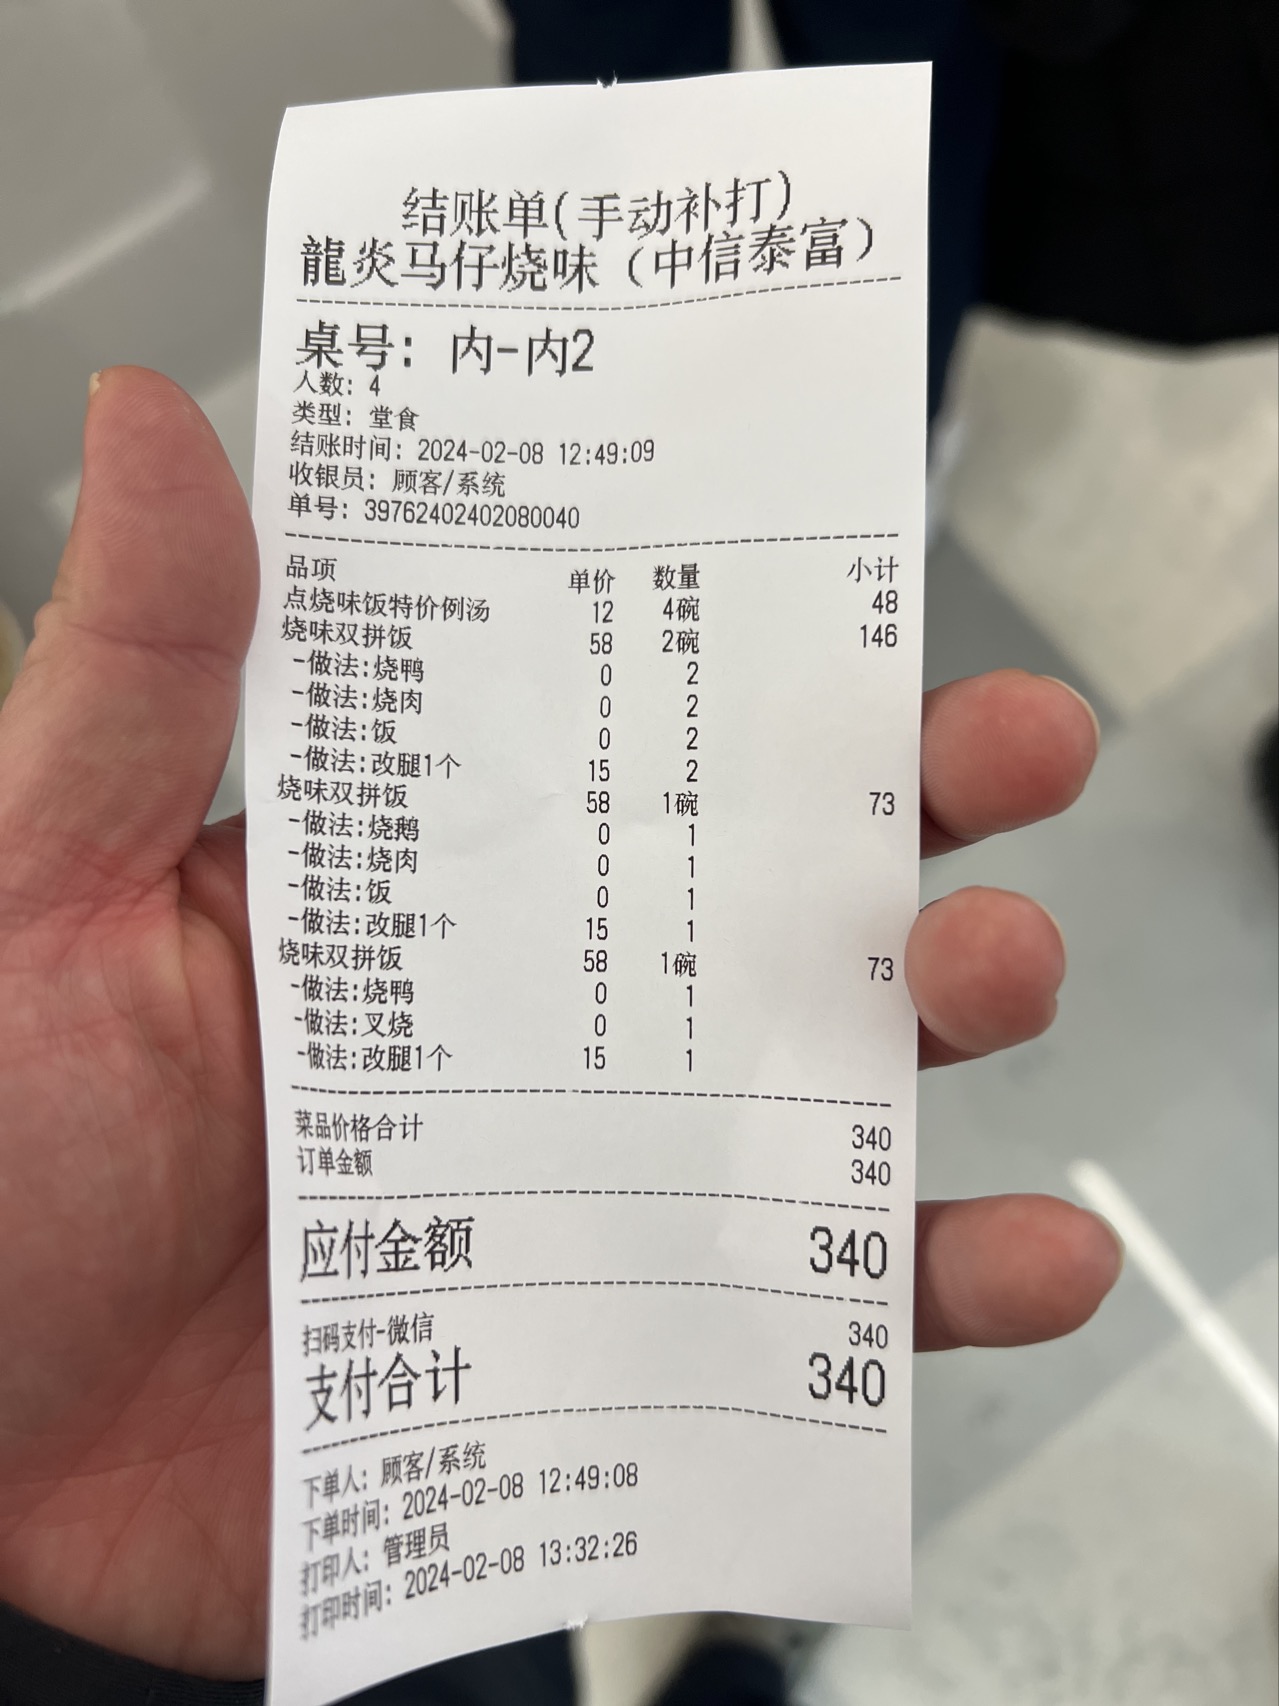 结账单(手动补打)
龍炎马仔烧味（中信泰富）
桌号: 内-内2
人数: 4
类型: 堂食
结账时间: 2024-02-08 12:49:09
收银员: 顾客/系统
单号: 39762402402080040
品项 单价 数量 小计
点烧味饭特价例汤 12 4碗 48
烧味双拼饭 58 2碗 146
-做法:烧鸭 0 2
-做法:烧肉 0 2
-做法:饭 0 2
-做法:改腿1个 15 2
烧味双拼饭 58 1碗 73
-做法:烧鹅 0 1
-做法:烧肉 0 1
-做法:饭 0 1
-做法:改腿1个 15 1
烧味双拼饭 58 1碗 73
-做法:烧鸭 0 1
-做法:叉烧 0 1
-做法:改腿1个 15 1
菜品价格合计 340
订单金额 340
应付金额 340
扫码支付-微信 340
支付合计 340
下单人: 顾客/系统
下单时间: 2024-02-08 12:49:08
打印人: 管理员
打印时间: 2024-02-08 13:32:26